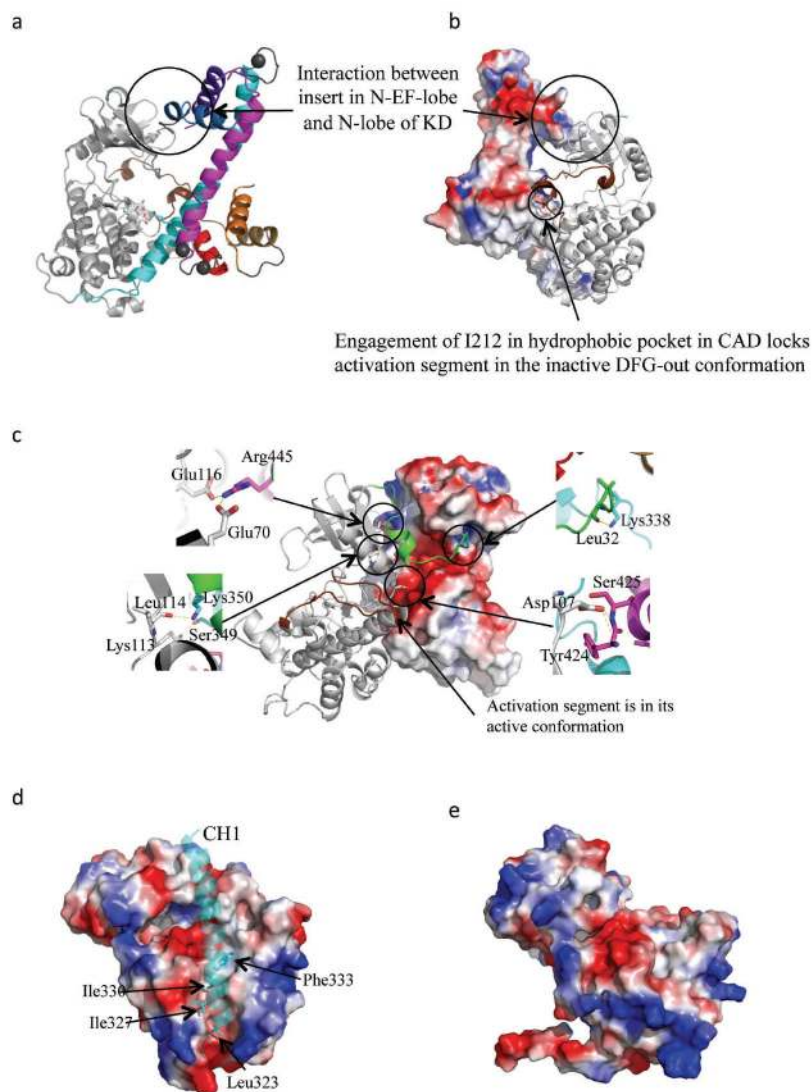 a
b
Interaction between
insert in N-EF-lobe
and N-lobe of KD
Engagement of I212 in hydrophobic pocket in CAD locks
activation segment in the inactive DFG-out conformation
c
Glu116
Arg445
Glu70
Leu114
Lys350
Lys113
Ser349
Lys338
Leu32
Ser425
Asp107
Tyr424
Activation segment is in its
active conformation
d
e
CH1
Ile330
Phe333
Ile327
Leu323